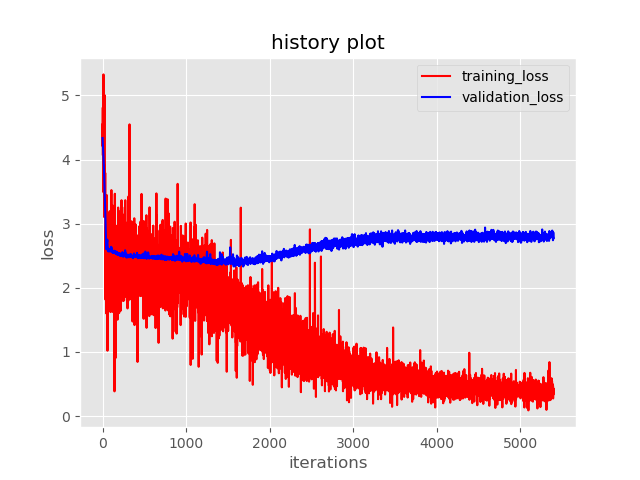 history plot
training_loss
validation_loss
loss
5
4
3
2
1
0
0 1000 2000 3000 4000 5000
iterations